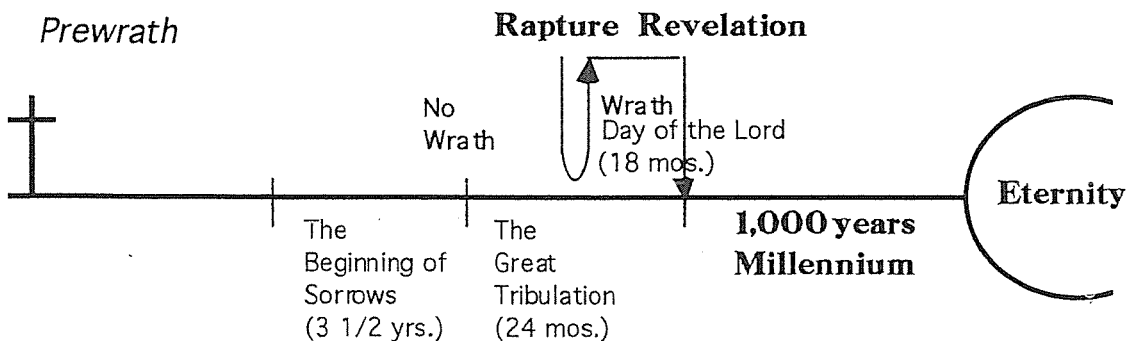 Prewrath
Rapture Revelation
No
Wrath
Wrath
Day of the Lord
(18 mos.)
Eternity
The
Beginning of
Sorrows
(3 1/2 yrs.)
The
Great
Tribulation
(24 mos.)
1,000 years
Millennium